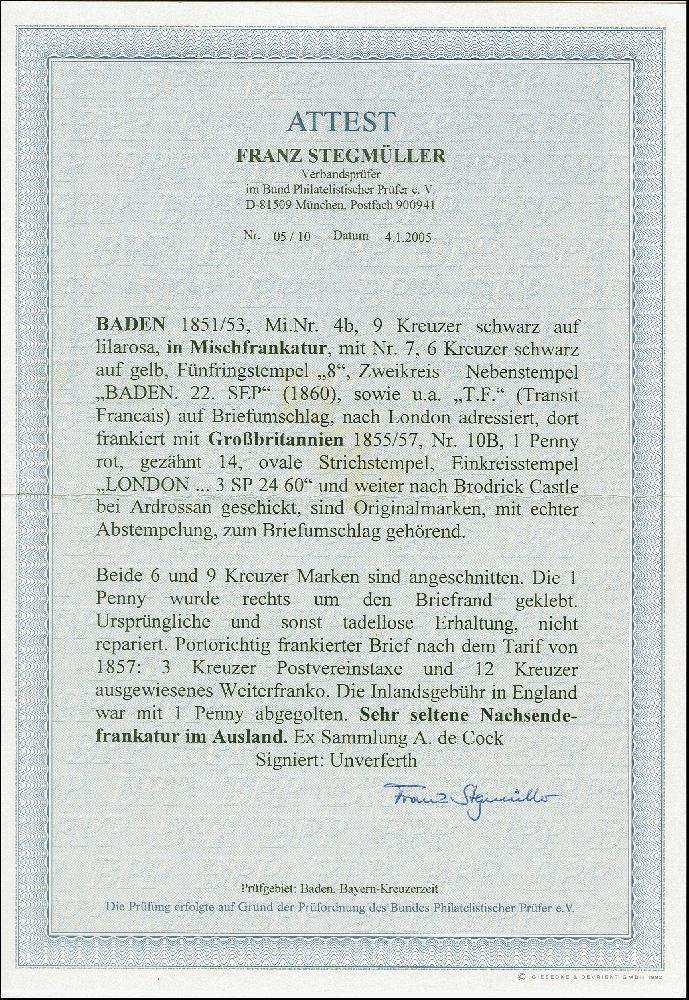 ATTEST
FRANZ STEGMÜLLER
Verbandsprüfer
im Bund Philatelistischer Prüfer e. V.
D-81509 München, Postfach 900941
Nr. 05 / 10 Datum 4.1.2005
BADEN 1851/53, Mi.Nr. 4b, 9 Kreuzer schwarz auf
lilarosa, in Mischfrankatur, mit Nr. 7, 6 Kreuzer schwarz
auf gelb, Fünfringstempel „8“, Zweikreis - Nebenstempel
„BADEN. 22. SEP“ (1860), sowie u.a. „T.F.“ (Transit
Francais) auf Briefumschlag, nach London adressiert, dort
frankiert mit Großbritannien 1855/57, Nr. 10B, 1 Penny
rot, gezähnt 14, ovale Strichstempel, Einkreisstempel
„LONDON ... 3 SP 24 60“ und weiter nach Brodrick Castle
bei Ardrossan geschickt, sind Originalmarken, mit echter
Abstempelung, zum Briefumschlag gehörend.
Beide 6 und 9 Kreuzer Marken sind angeschnitten. Die 1
Penny wurde rechts um den Briefrand geklebt.
Ursprüngliche und sonst tadellose Erhaltung, nicht
repariert. Portorichtig frankierter Brief nach dem Tarif von
1857: 3 Kreuzer Postvereinstaxe und 12 Kreuzer
ausgewiesenes Weiterfranko. Die Inlandsgebühr in England
war mit 1 Penny abgegolten. Sehr seltene Nachsende-
frankatur im Ausland. Ex Sammlung A. de Cock
Signiert: Unverferth
Franz Stegmüller
Prüfgebiet: Baden, Bayern-Kreuzerzeit
Die Prüfung erfolgte auf Grund der Prüfordnung des Bundes Philatelistischer Prüfer e.V.
© GIESECKE & DEVRIENT GMBH 1992